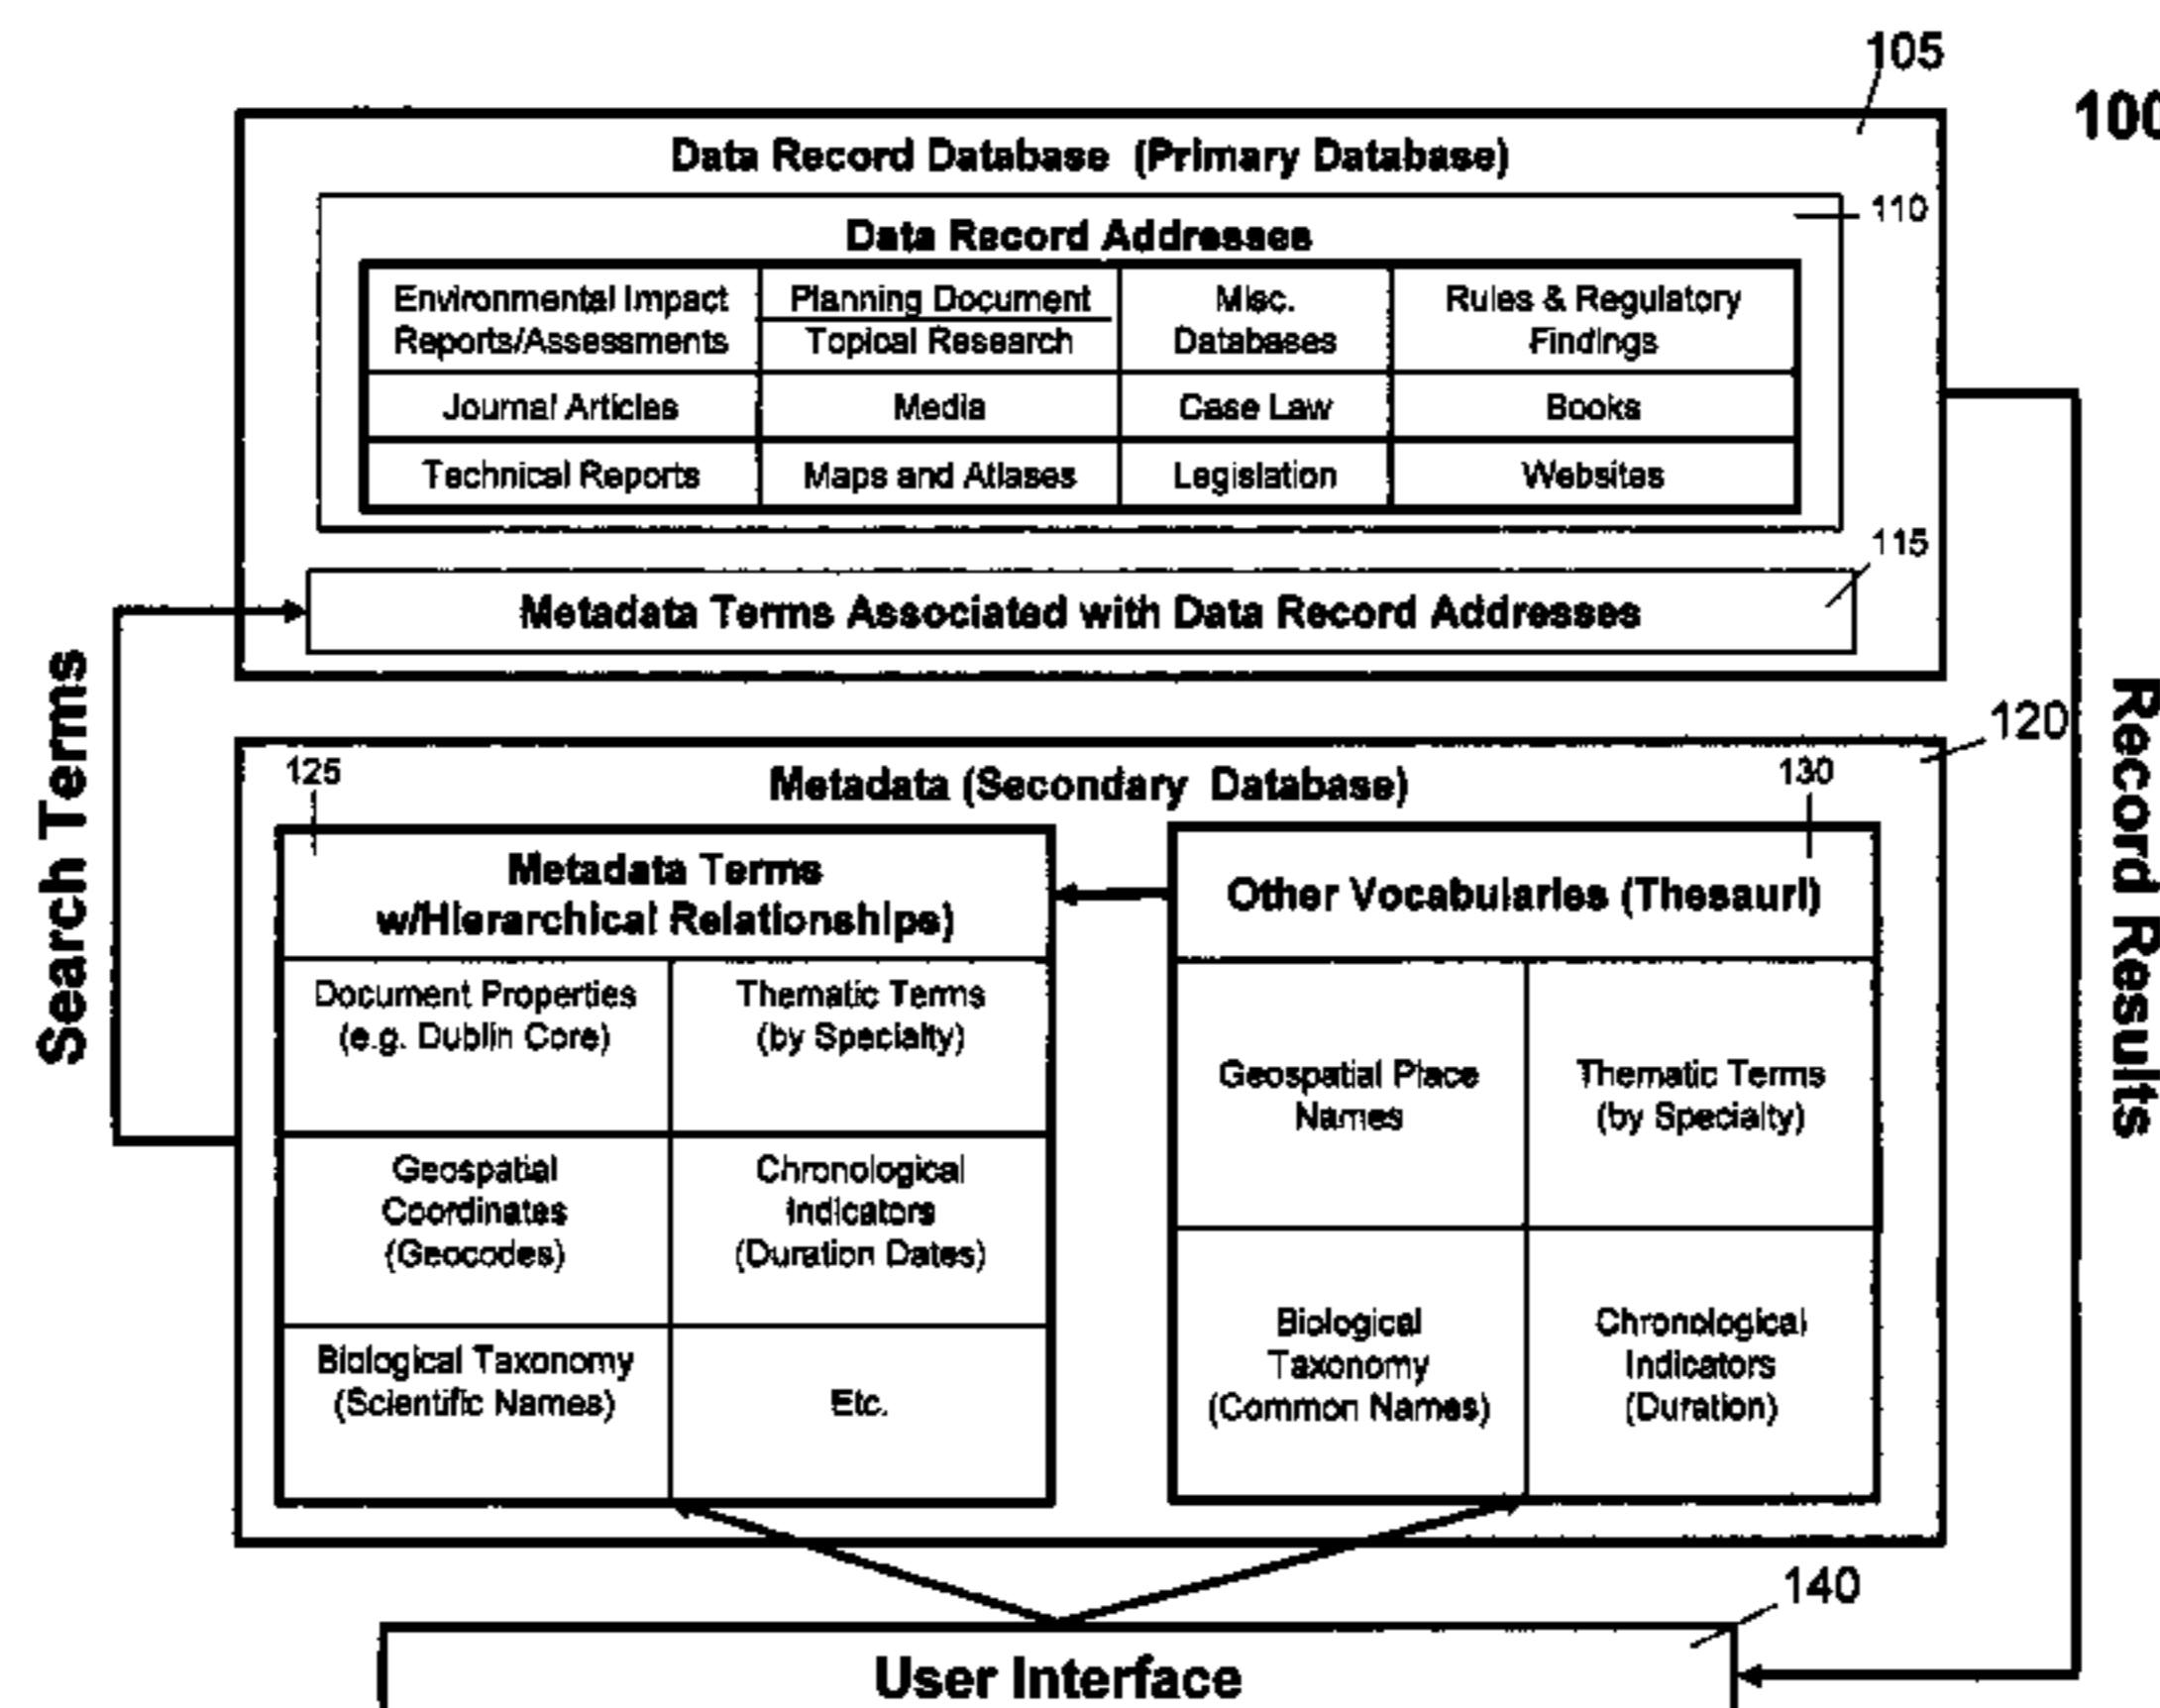 105
100
Data Record Database (Primary Database)
110
Data Record Addresses
Environmental Impact
Reports/Assessments
Planning Document
Topical Research
Misc.
Databases
Rules & Regulatory
Findings
Journal Articles
Media
Case Law
Books
Technical Reports
Maps and Atlases
Legislation
Websites
115
Metadata Terms Associated with Data Record Addresses
Search Terms
Record Results
120
125
Metadata (Secondary Database)
130
Metadata Terms
w/Hierarchical Relationships)
Other Vocabularies (Thesauri)
Document Properties
(e.g. Dublin Core)
Thematic Terms
(by Specialty)
Geospatial Place
Names
Thematic Terms
(by Specialty)
Geospatial
Coordinates
(Geocodes)
Chronological
Indicators
(Duration Dates)
Biological Taxonomy
(Scientific Names)
Etc.
Biological
Taxonomy
(Common Names)
Chronological
Indicators
(Duration)
140
User Interface